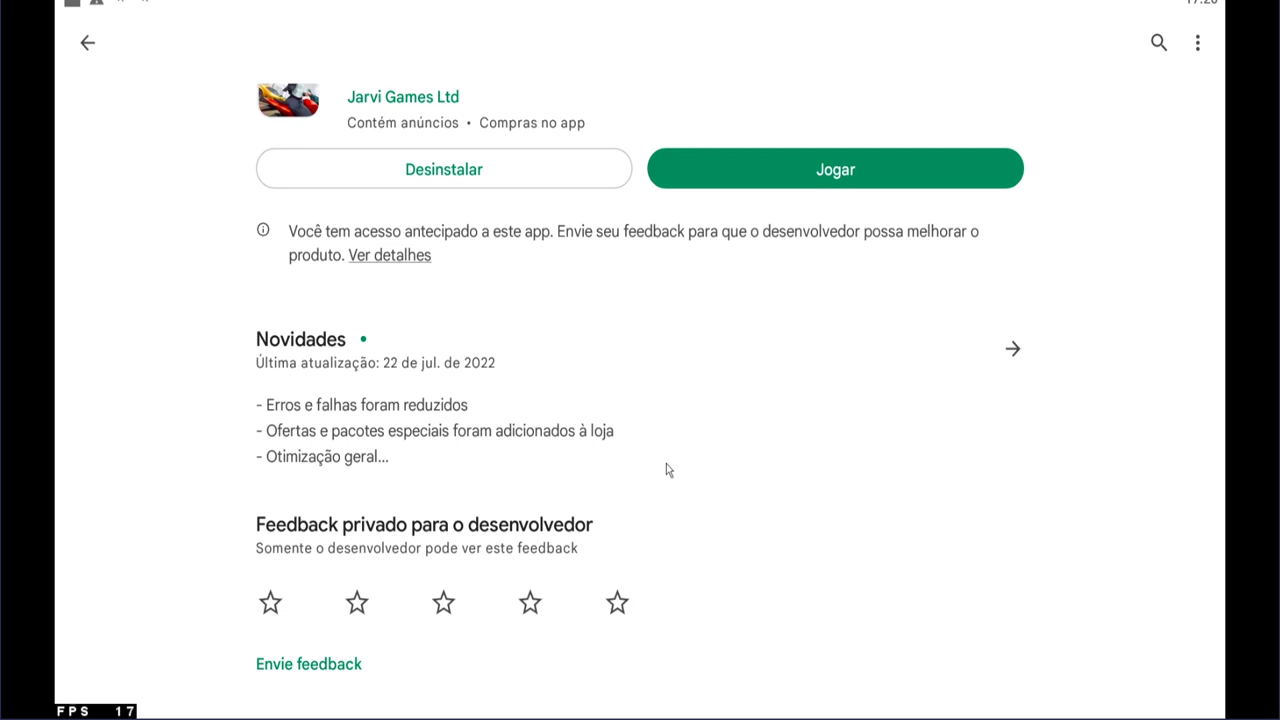 Jarvi Games Ltd
Contém anúncios • Compras no app
Desinstalar
Jogar
Você tem acesso antecipado a este app. Envie seu feedback para que o desenvolvedor possa melhorar o
produto. Ver detalhes
Novidades •
Última atualização: 22 de jul. de 2022
- Erros e falhas foram reduzidos
- Ofertas e pacotes especiais foram adicionados à loja
- Otimização geral...
Feedback privado para o desenvolvedor
Somente o desenvolvedor pode ver este feedback
Envie feedback
FPS 17